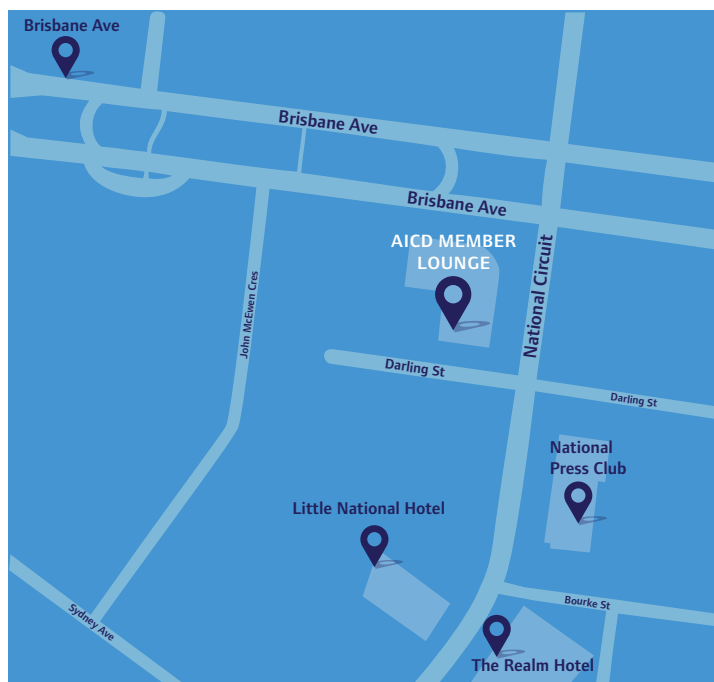 Brisbane Ave
Brisbane Ave
Brisbane Ave
AICD MEMBER
LOUNGE
National Circuit
John McEwen Cres
Darling St
Darling St
National
Press Club
Little National Hotel
Bourke St
Sydney Ave
The Realm Hotel